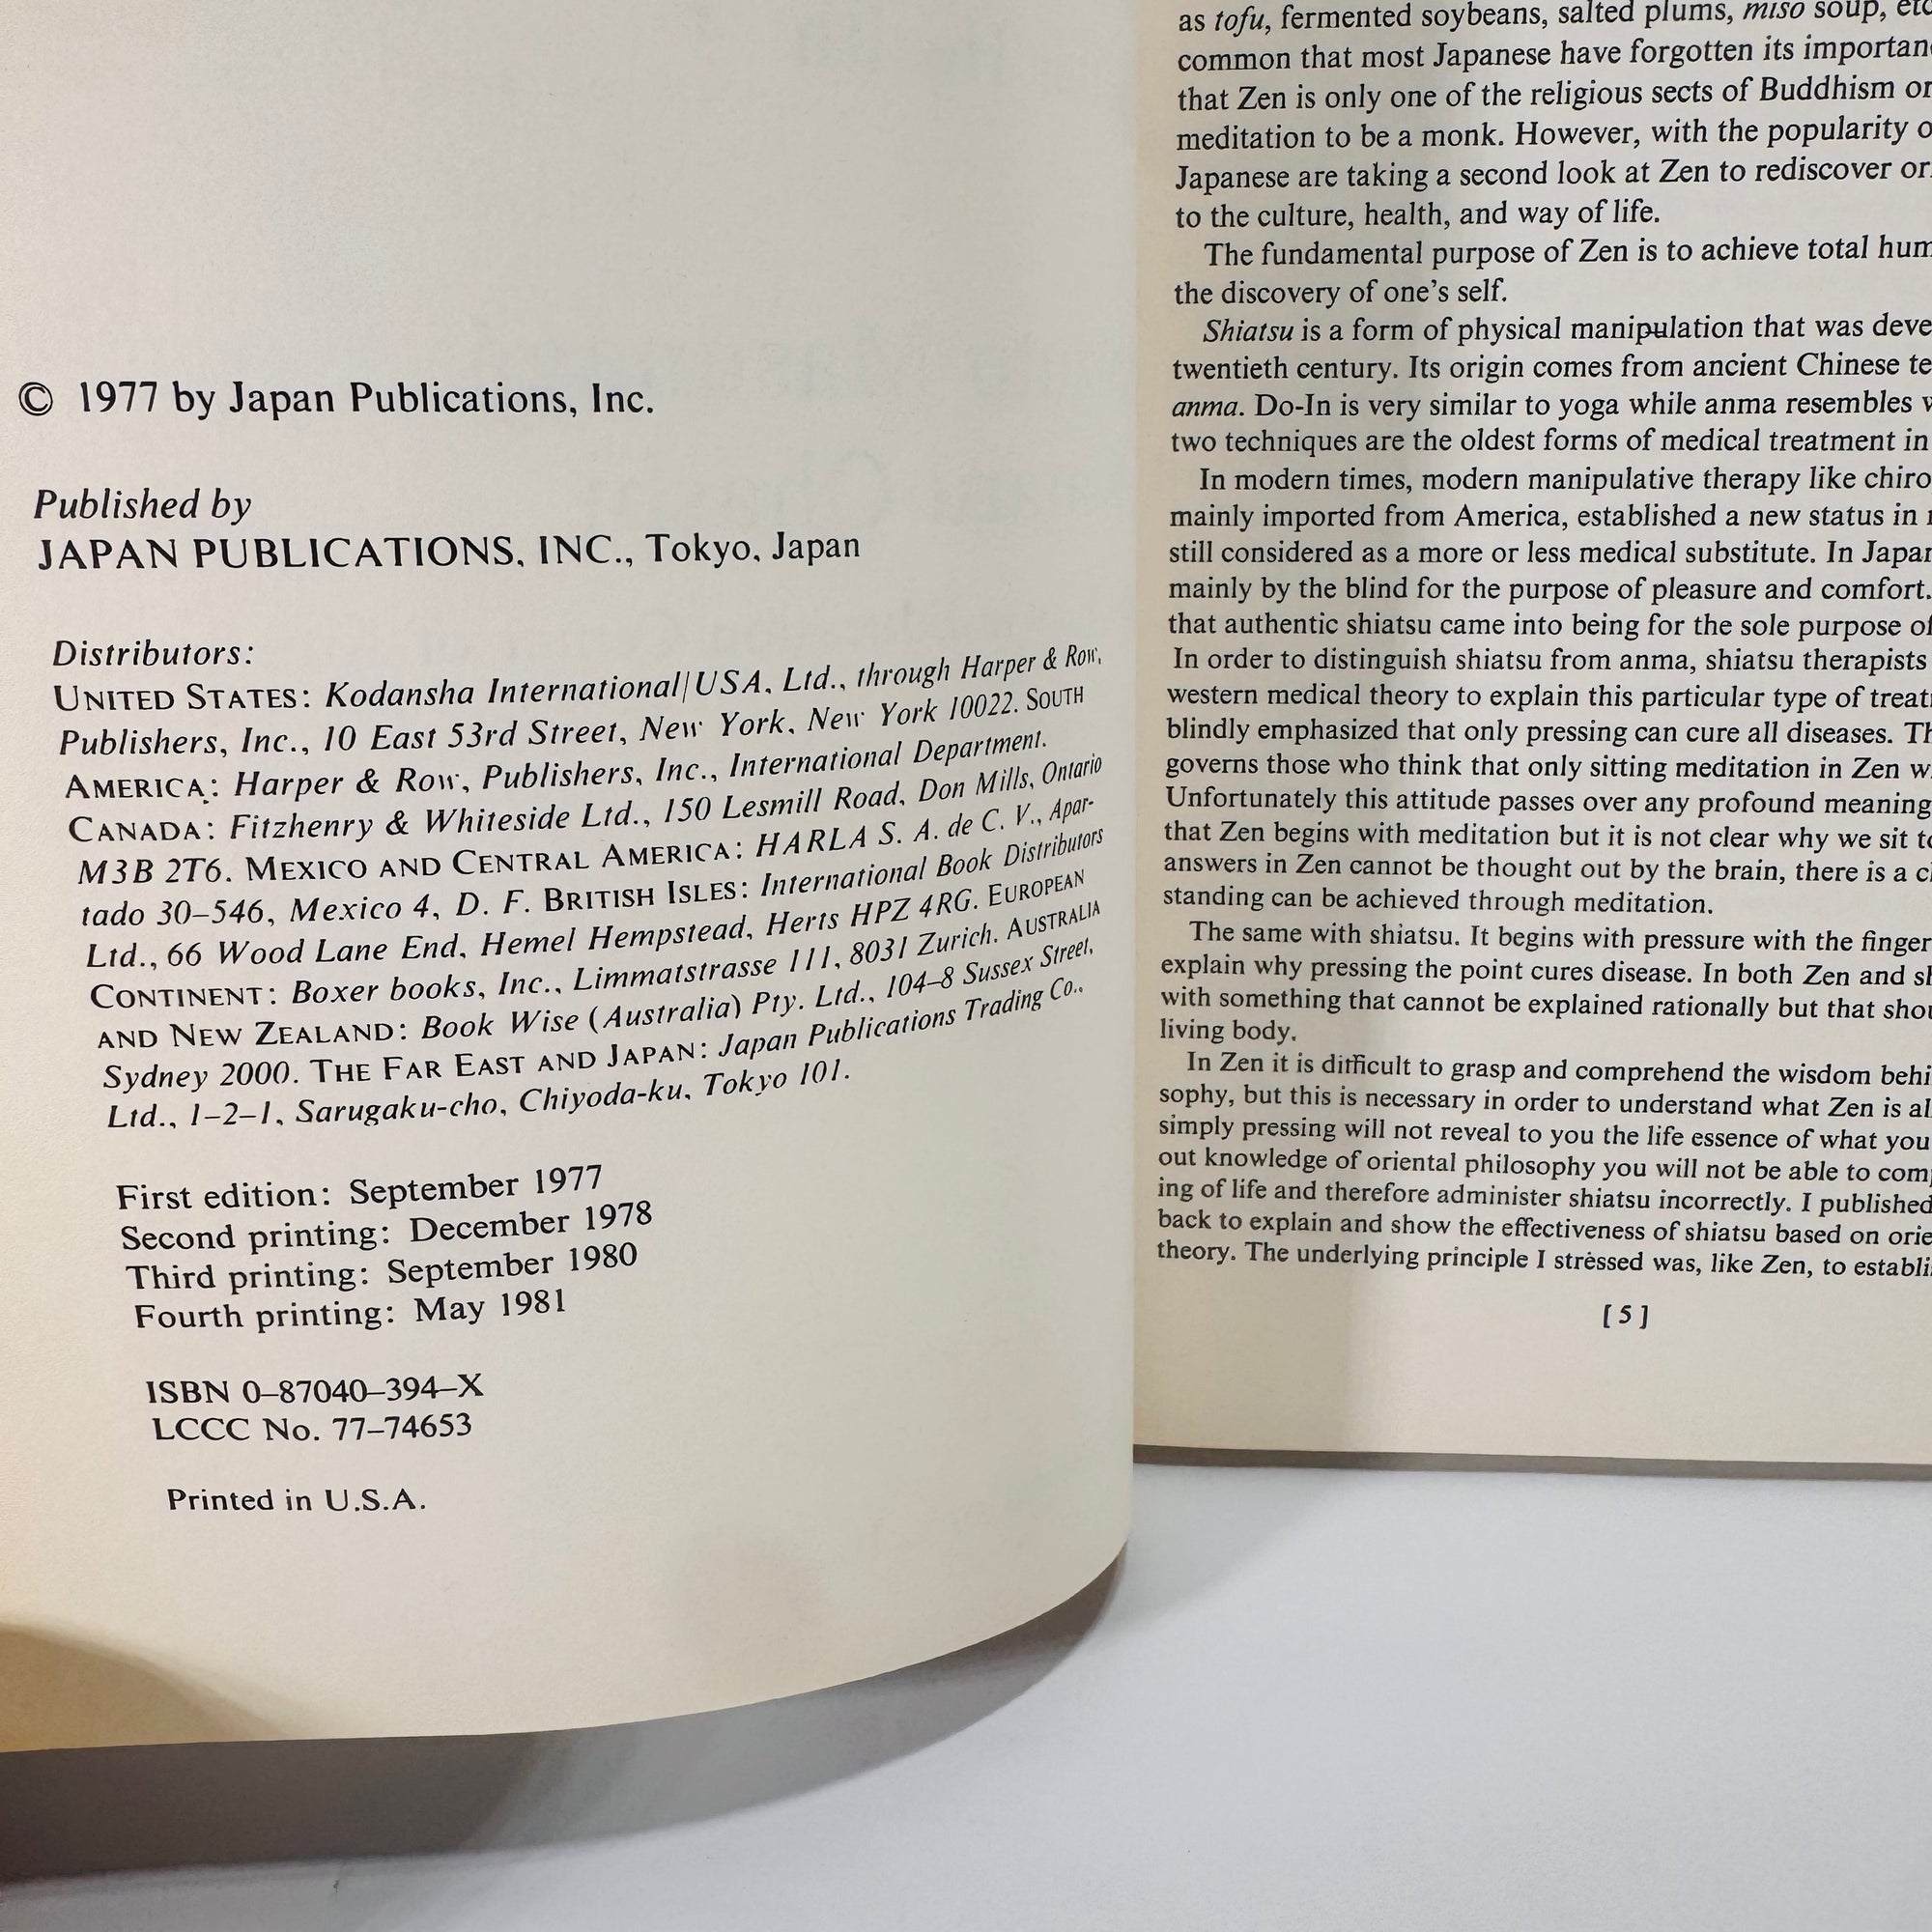 © 1977 by Japan Publications, Inc.
Published by
JAPAN PUBLICATIONS, INC., Tokyo, Japan
Distributors:
UNITED STATES: Kodansha International/USA, Ltd., through Harper & Row,
Publishers, Inc., 10 East 53rd Street, New York, New York 10022. SOUTH
AMERICA: Harper & Row, Publishers, Inc., International Department.
CANADA: Fitzhenry & Whiteside Ltd., 150 Lesmill Road, Don Mills, Ontario
M3B 2T6. MEXICO AND CENTRAL AMERICA: HARLA S. A. de C. V., Apar-
tado 30–546, Mexico 4, D. F. BRITISH ISLES: International Book Distributors
Ltd., 66 Wood Lane End, Hemel Hempstead, Herts HPZ 4RG. EUROPEAN
CONTINENT: Boxer books, Inc., Limmatstrasse 111, 8031 Zurich. AUSTRALIA
AND NEW ZEALAND: Book Wise (Australia) Pty. Ltd., 104–8 Sussex Street,
Sydney 2000. THE FAR EAST AND JAPAN: Japan Publications Trading Co.,
Ltd., 1–2–1, Sarugaku-cho, Chiyoda-ku, Tokyo 101.
First edition: September 1977
Second printing: December 1978
Third printing: September 1980
Fourth printing: May 1981
ISBN 0–87040–394–X
LCCC No. 77–74653
Printed in U.S.A.
as tofu, fermented soybeans, salted plums, miso soup, etc
common that most Japanese have forgotten its
that Zen is only one of the religious sects of Buddhism or
meditation to be a monk. However, with the popularity
Japanese are taking a second look at Zen to rediscover
to the culture, health, and way of life.
The fundamental purpose of Zen is to achieve total
the discovery of one's self.
Shiatsu is a form of physical manipulation that was
twentieth century. Its origin comes from ancient Chinese
anma. Do-In is very similar to yoga while anma resembles
two techniques are the oldest forms of medical treatment in
In modern times, modern manipulative therapy like
mainly imported from America, established a new status in
still considered as a more or less medical substitute. In
mainly by the blind for the purpose of pleasure and comfort.
that authentic shiatsu came into being for the sole purpose of
In order to distinguish shiatsu from anma, shiatsu therapists
western medical theory to explain this particular type of
blindly emphasized that only pressing can cure all diseases.
governs those who think that only sitting meditation in Zen
Unfortunately this attitude passes over any profound meaning
that Zen begins with meditation but it is not clear why we sit
answers in Zen cannot be thought out by the brain, there is a
standing can be achieved through meditation.
The same with shiatsu. It begins with pressure with the finger
explain why pressing the point cures disease. In both Zen and
with something that cannot be explained rationally but that
living body.
In Zen it is difficult to grasp and comprehend the wisdom
sophy, but this is necessary in order to understand what Zen is
simply pressing will not reveal to you the life essence of what you
out knowledge of oriental philosophy you will not be able to
ing of life and therefore administer shiatsu incorrectly. I published
back to explain and show the effectiveness of shiatsu based on
theory. The underlying principle I stressed was, like Zen, to
[ 5 ]